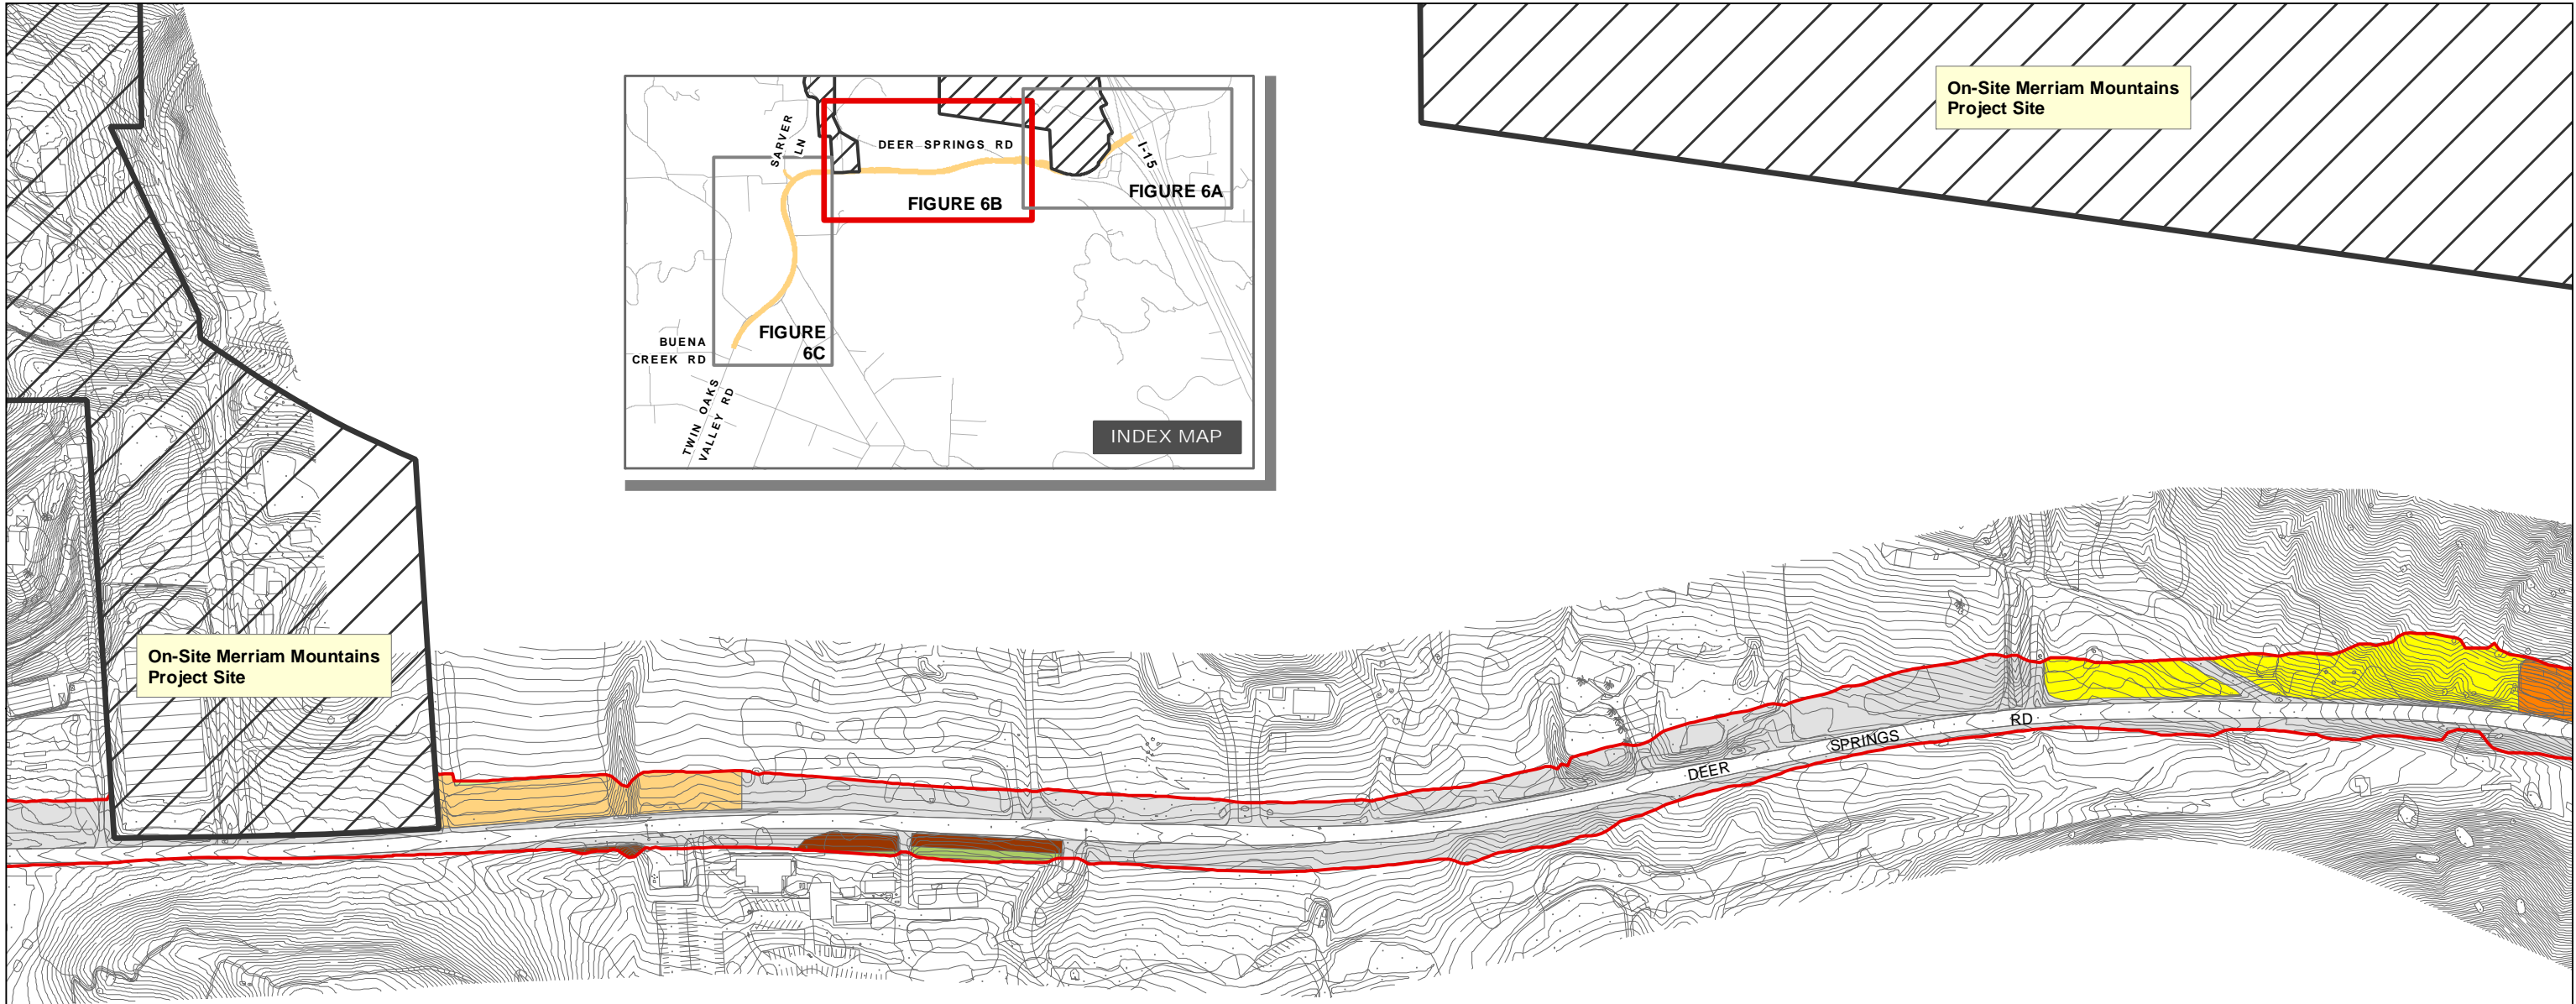 On-Site Merriam Mountains
Project Site
SARVER
LN
DEER SPRINGS RD
I-15
FIGURE 6A
FIGURE 6B
FIGURE
6C
BUENA
CREEK RD
TWIN OAKS
VALLEY RD
INDEX MAP
On-Site Merriam Mountains
Project Site
DEER
SPRINGS
RD